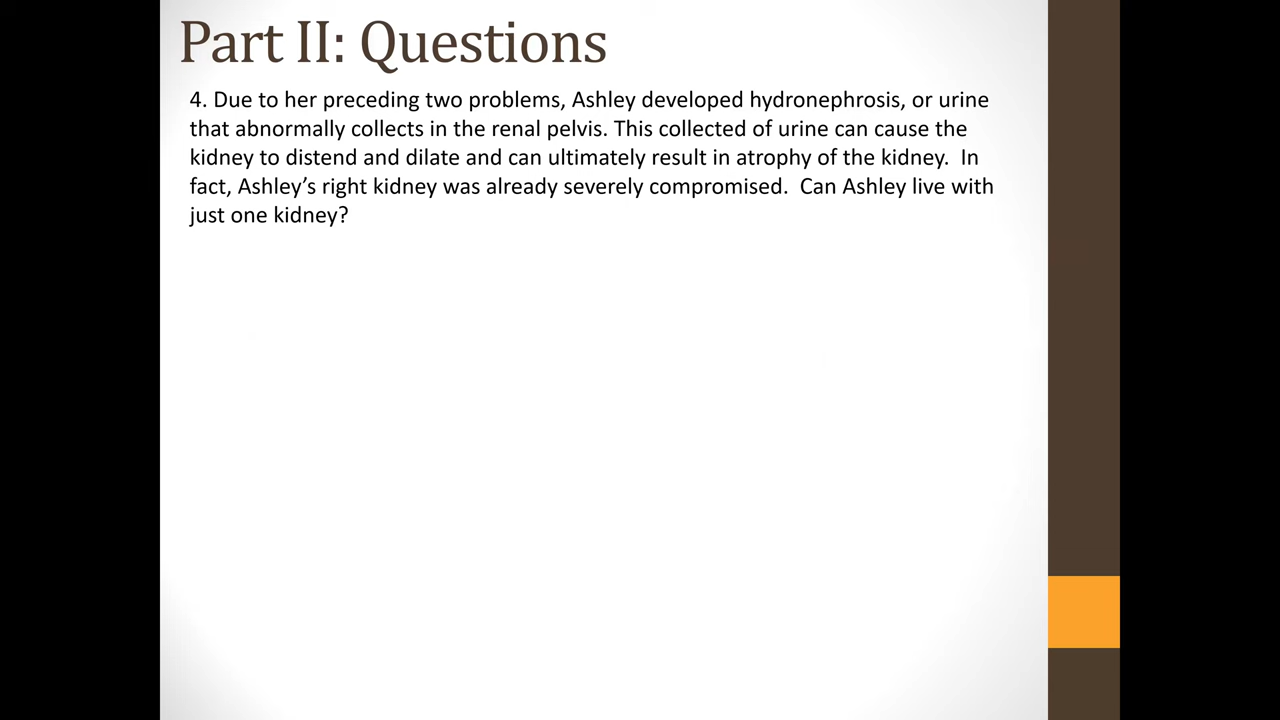 Part II: Questions
4. Due to her preceding two problems, Ashley developed hydronephrosis, or urine
that abnormally collects in the renal pelvis. This collected of urine can cause the
kidney to distend and dilate and can ultimately result in atrophy of the kidney.  In
fact, Ashley’s right kidney was already severely compromised.  Can Ashley live with
just one kidney?